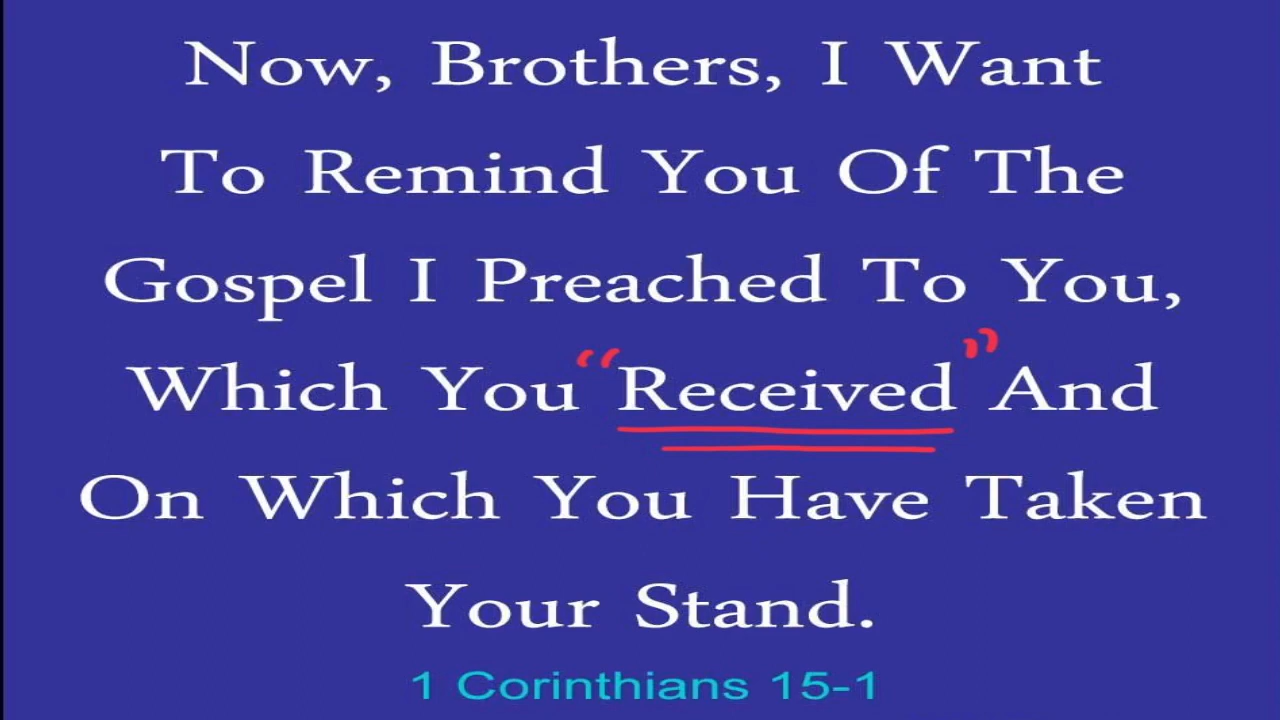 Now, Brothers, I Want
To Remind You Of The
Gospel I Preached To You,
Which You “Received” And
On Which You Have Taken
Your Stand.
1 Corinthians 15-1